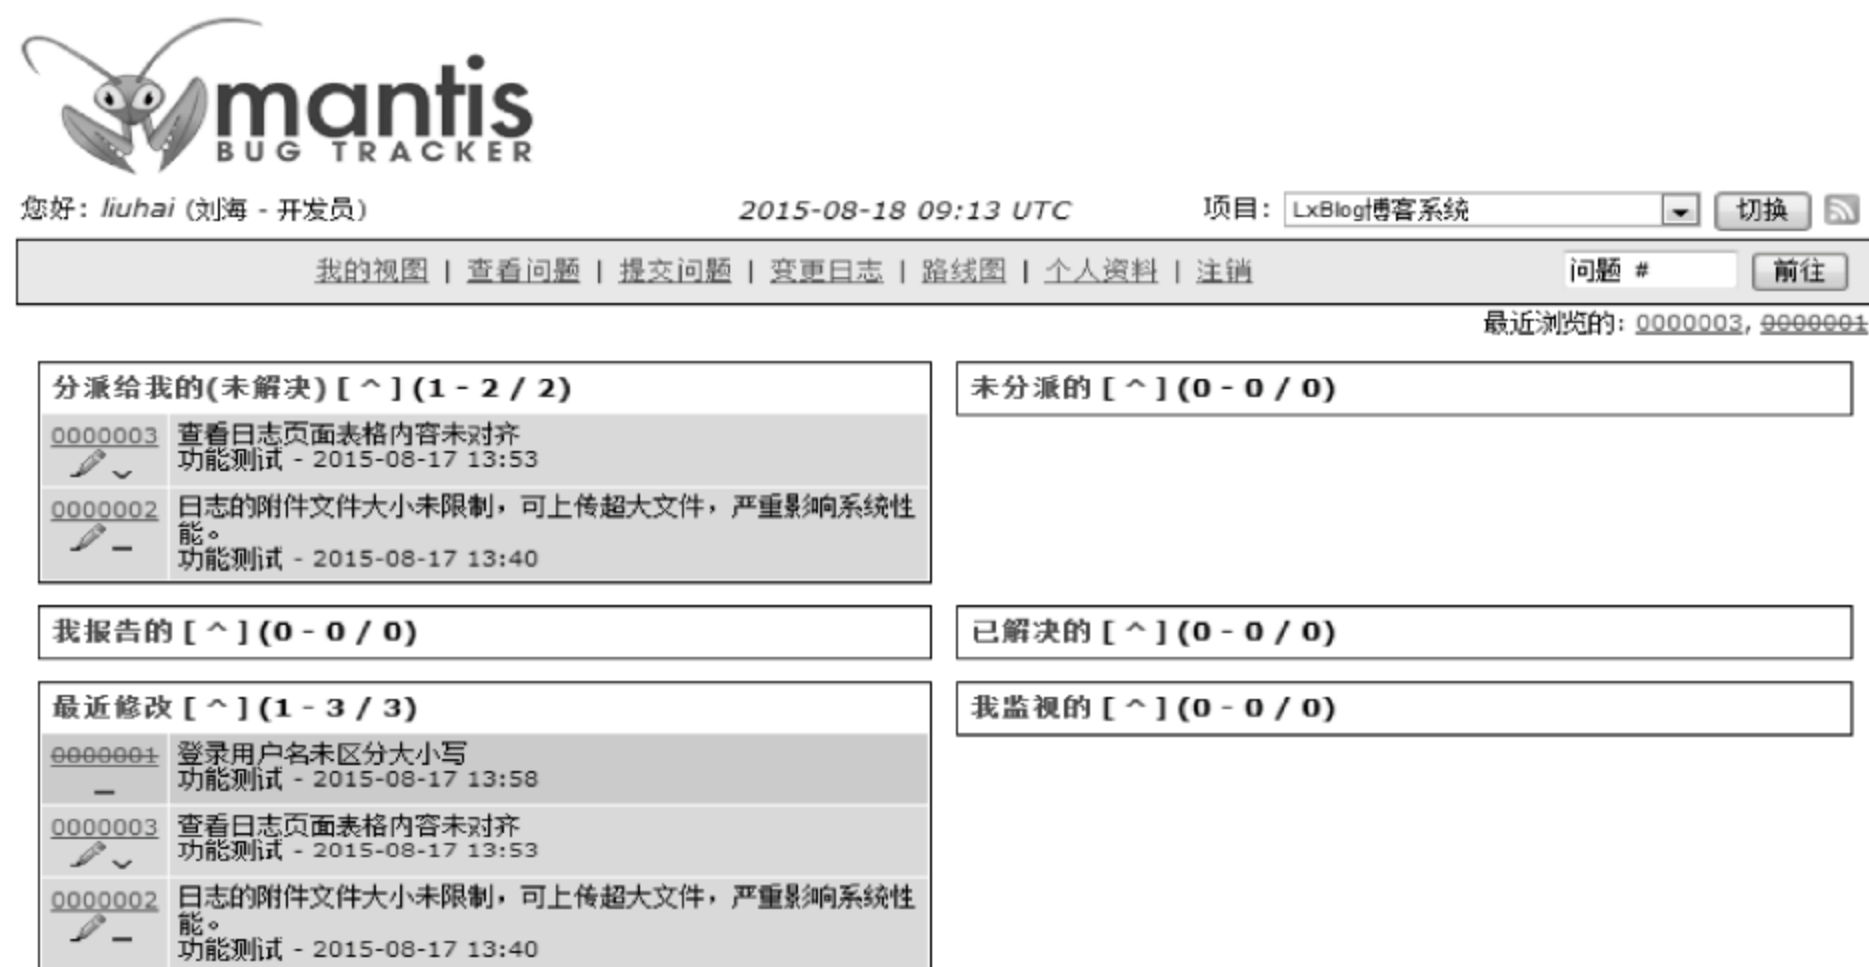 mantis
BUG TRACKER
您好: liuhai (刘海 - 开发员)
2015-08-18 09:13 UTC
项目: LxBlog博客系统 切换
我的视图 | 查看问题 | 提交问题 | 变更日志 | 路线图 | 个人资料 | 注销
问题 # 前往
最近浏览的: 0000003, 0000001
分派给我的(未解决) [ ^ ] (1 - 2 / 2)
0000003 查看日志页面表格内容未对齐
功能测试 - 2015-08-17 13:53
0000002 日志的附件文件大小未限制，可上传超大文件，严重影响系统性
能。
功能测试 - 2015-08-17 13:40
未分派的 [ ^ ] (0 - 0 / 0)
我报告的 [ ^ ] (0 - 0 / 0)
已解决的 [ ^ ] (0 - 0 / 0)
最近修改 [ ^ ] (1 - 3 / 3)
0000001 登录用户名未区分大小写
功能测试 - 2015-08-17 13:58
0000003 查看日志页面表格内容未对齐
功能测试 - 2015-08-17 13:53
0000002 日志的附件文件大小未限制，可上传超大文件，严重影响系统性
能。
功能测试 - 2015-08-17 13:40
我监视的 [ ^ ] (0 - 0 / 0)